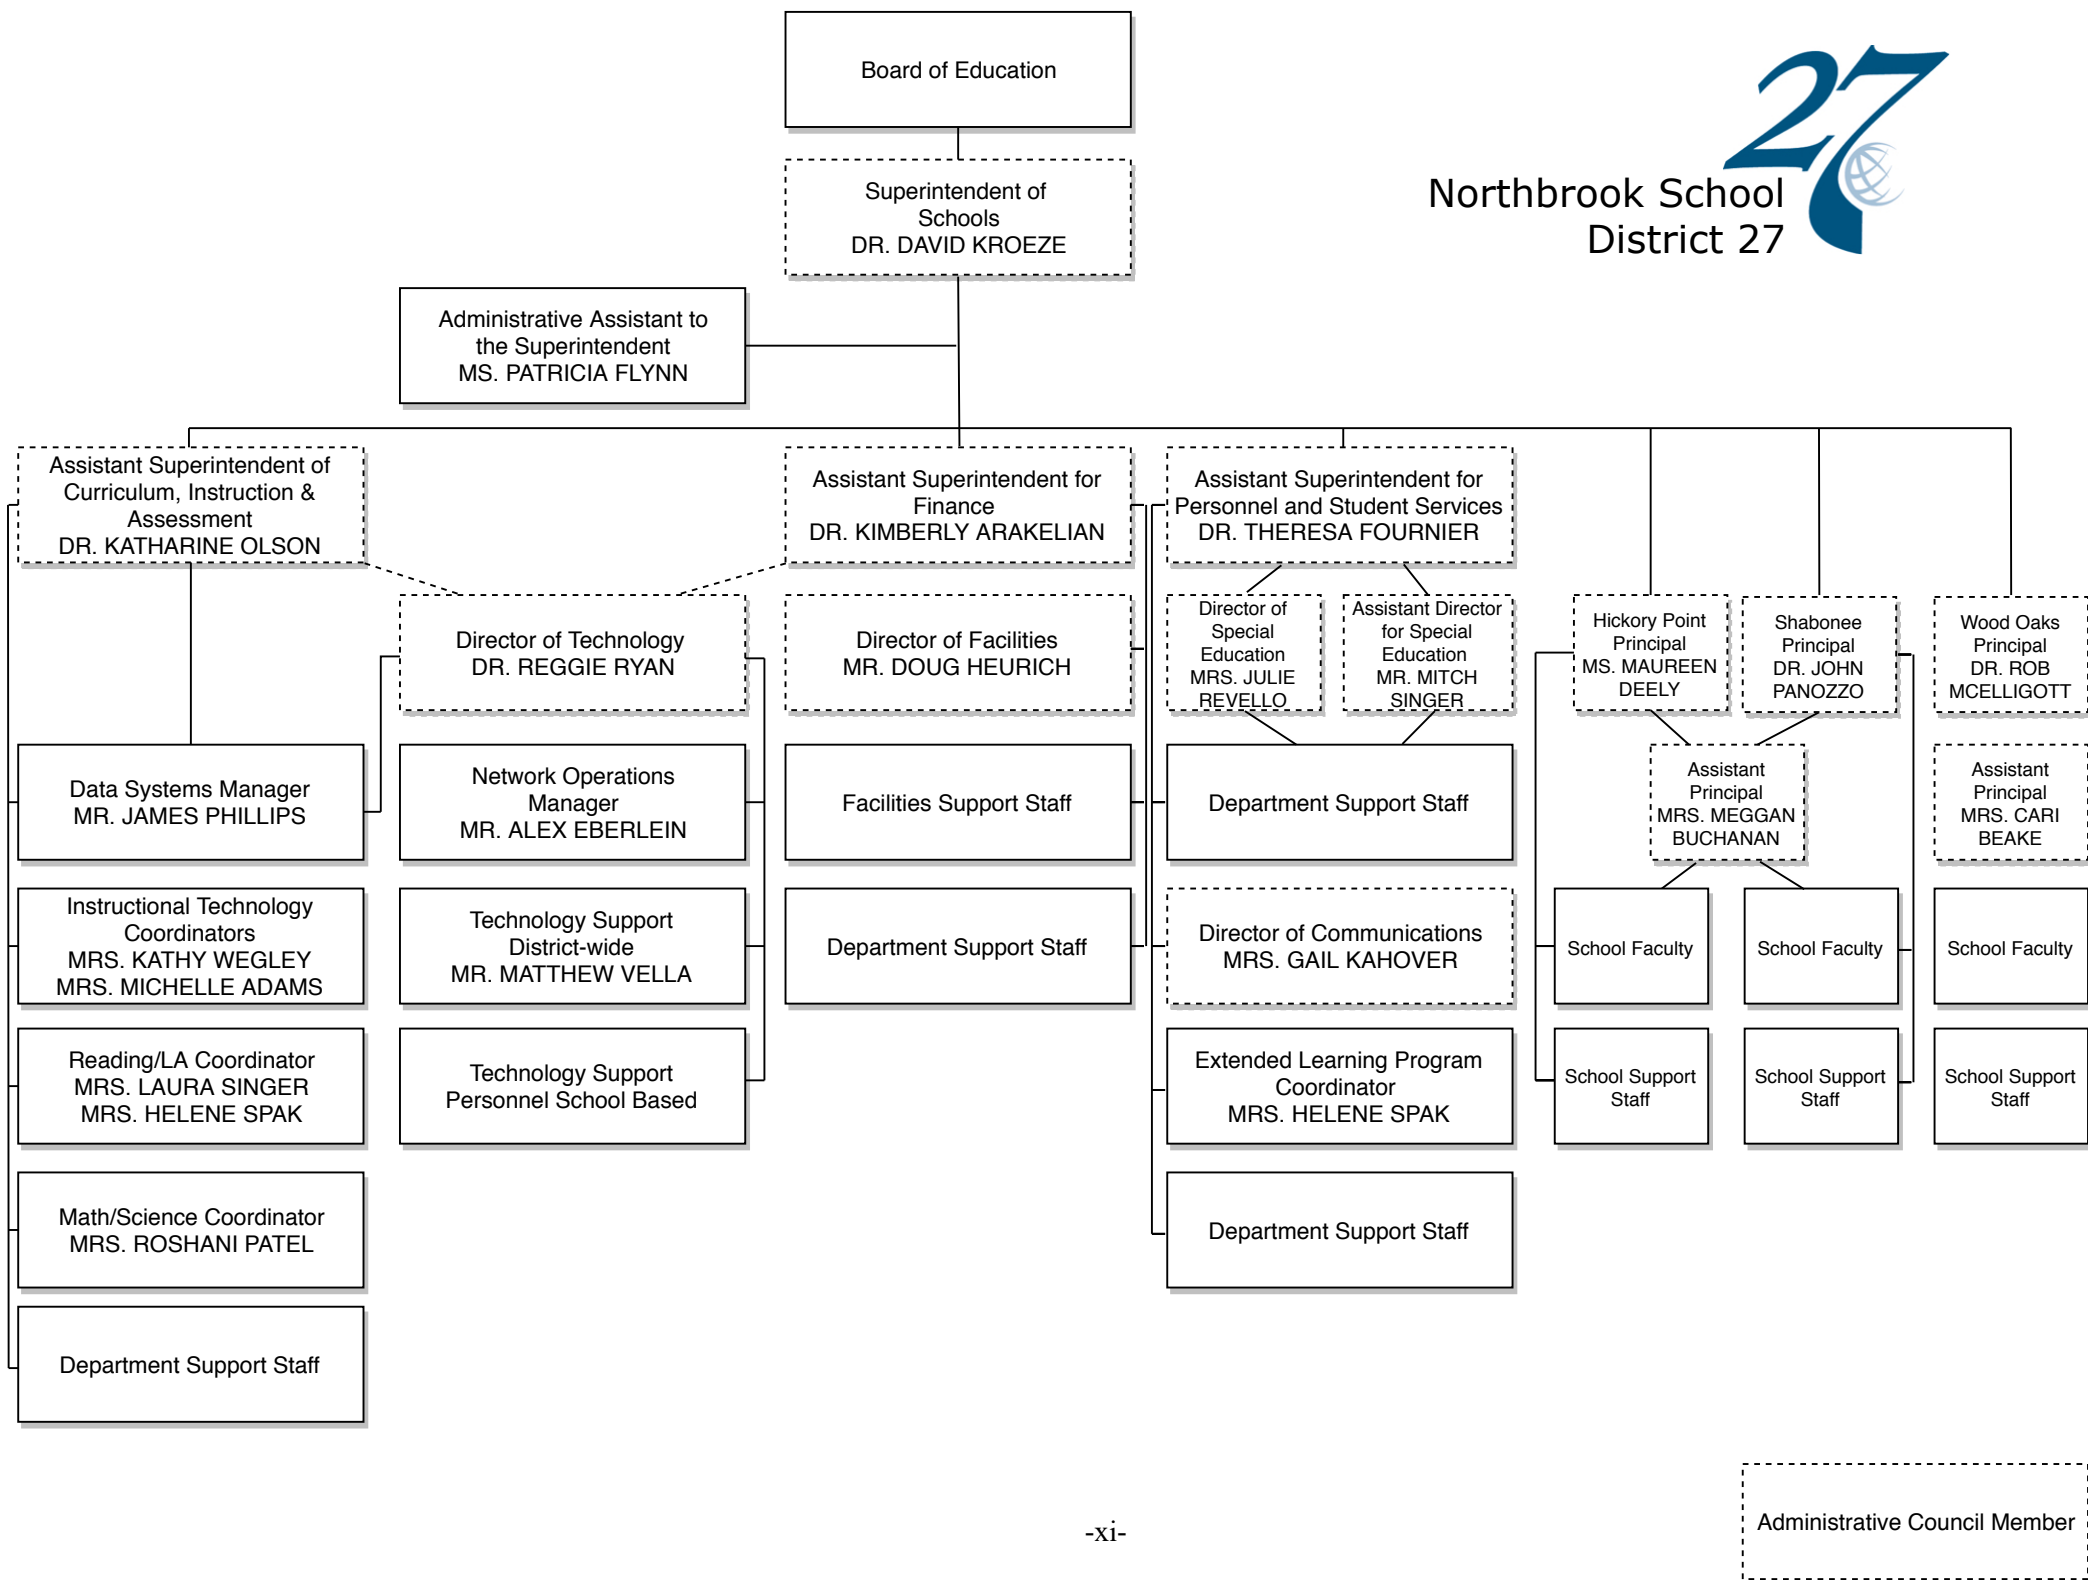 Board of Education
27
Northbrook School
District 27
Superintendent of
Schools
DR. DAVID KROEZE
Administrative Assistant to
the Superintendent
MS. PATRICIA FLYNN
Assistant Superintendent of
Curriculum, Instruction &
Assessment
DR. KATHARINE OLSON
Assistant Superintendent for
Finance
DR. KIMBERLY ARAKELIAN
Assistant Superintendent for
Personnel and Student Services
DR. THERESA FOURNIER
Director of Technology
DR. REGGIE RYAN
Director of Facilities
MR. DOUG HEURICH
Director of
Special
Education
MRS. JULIE
REVELLO
Assistant Director
for Special
Education
MR. MITCH
SINGER
Hickory Point
Principal
MS. MAUREEN
DEELY
Shabonee
Principal
DR. JOHN
PANOZZO
Wood Oaks
Principal
DR. ROB
MCELLIGOTT
Data Systems Manager
MR. JAMES PHILLIPS
Network Operations
Manager
MR. ALEX EBERLEIN
Facilities Support Staff
Department Support Staff
Assistant
Principal
MRS. MEGGAN
BUCHANAN
Assistant
Principal
MRS. CARI
BEAKE
Instructional Technology
Coordinators
MRS. KATHY WEGLEY
MRS. MICHELLE ADAMS
Technology Support
District-wide
MR. MATTHEW VELLA
Department Support Staff
Director of Communications
MRS. GAIL KAHOVER
School Faculty
School Faculty
School Faculty
Reading/LA Coordinator
MRS. LAURA SINGER
MRS. HELENE SPAK
Technology Support
Personnel School Based
Extended Learning Program
Coordinator
MRS. HELENE SPAK
School Support
Staff
School Support
Staff
School Support
Staff
Math/Science Coordinator
MRS. ROSHANI PATEL
Department Support Staff
Department Support Staff
-xi-
Administrative Council Member